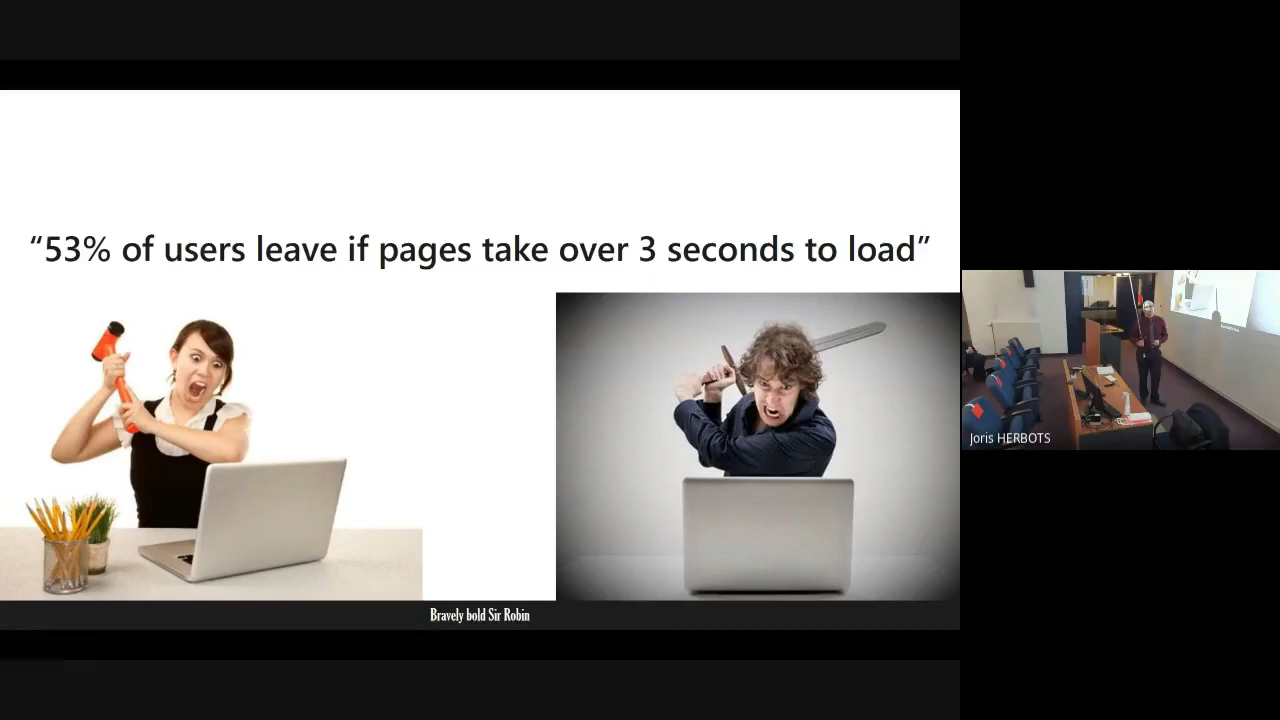 “53% of users leave if pages take over 3 seconds to load”
Bravely bold Sir Robin
Joris HERBOTS